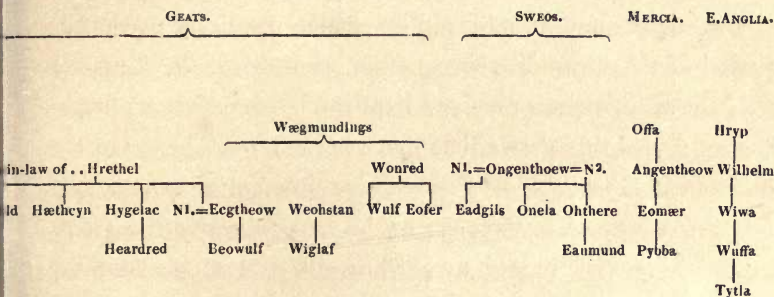 GEATS. SWEOS. MERCIA. E. ANGLIA.
Wægmundings Offa Hryp
in-law of . . Hrethel Wonred N1.=Ongenthoew=N2. Angentheow Wilhelm
ld Hæthcyn Hygelac N1.=Ecgtheow Weohstan Wulf Eofer Eadgils Onela Ohthere Eomær Wiwa
Heardred Beowulf Wiglaf Eanmund Pybba Wuffa
Tytla